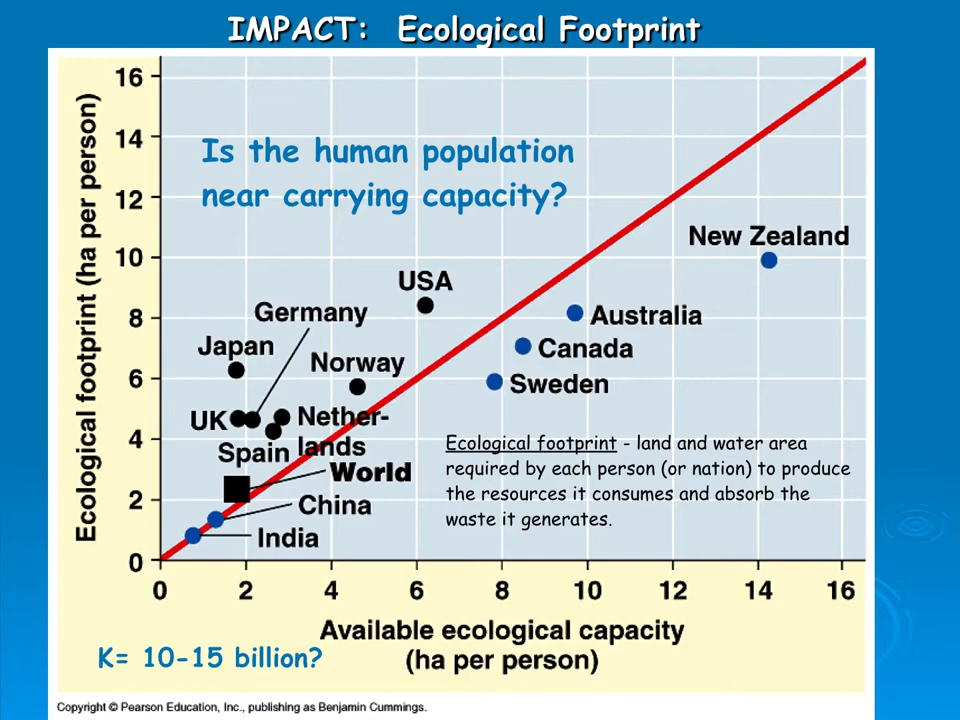 IMPACT:  Ecological Footprint
Ecological footprint (ha per person)
16
14
12
10
8
6
4
2
0
Is the human population
near carrying capacity?
New Zealand
USA
Germany
Australia
Japan
Canada
Norway
Sweden
UK
Nether-
lands
Spain
World
China
India
Ecological footprint - land and water area
required by each person (or nation) to produce
the resources it consumes and absorb the
waste it generates.
0 2 4 6 8 10 12 14 16
Available ecological capacity
(ha per person)
K= 10-15 billion?
Copyright © Pearson Education, Inc., publishing as Benjamin Cummings.